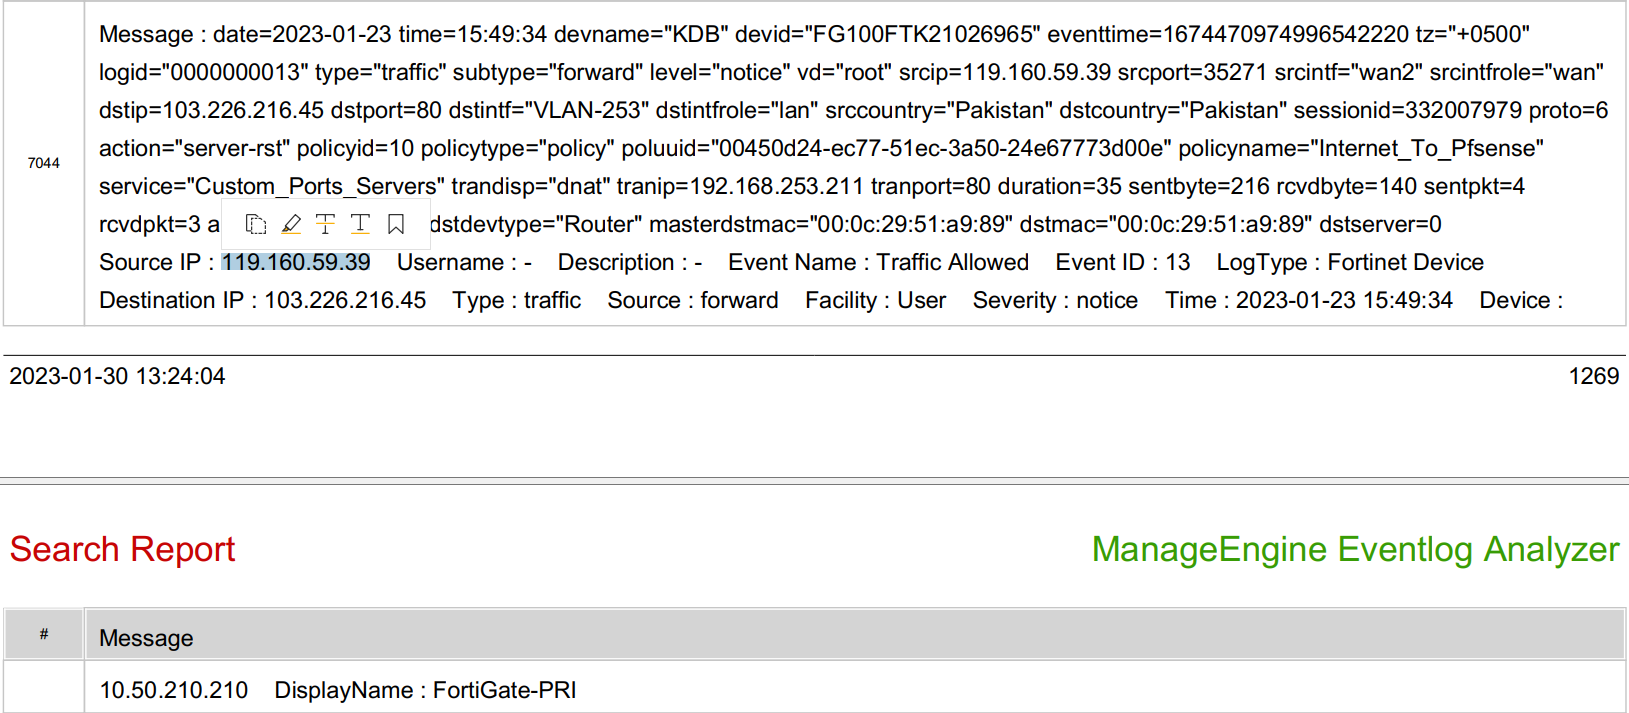 Message : date=2023-01-23 time=15:49:34 devname="KDB" devid="FG100FTK21026965" eventtime=1674470974996542220 tz="+0500"
logid="0000000013" type="traffic" subtype="forward" level="notice" vd="root" srcip=119.160.59.39 srcport=35271 srcintf="wan2" srcintfrole="wan"
dstip=103.226.216.45 dstport=80 dstintf="VLAN-253" dstintfrole="lan" srccountry="Pakistan" dstcountry="Pakistan" sessionid=332007979 proto=6
7044
action="server-rst" policyid=10 policytype="policy" poluuid="00450d24-ec77-51ec-3a50-24e67773d00e" policyname="Internet_To_Pfsense"
service="Custom_Ports_Servers" trandisp="dnat" tranip=192.168.253.211 tranport=80 duration=35 sentbyte=216 rcvdbyte=140 sentpkt=4
rcvdpkt=3 a dstdevtype="Router" masterdstmac="00:0c:29:51:a9:89" dstmac="00:0c:29:51:a9:89" dstserver=0
Source IP : 119.160.59.39 Username : - Description : - Event Name : Traffic Allowed Event ID : 13 LogType : Fortinet Device
Destination IP : 103.226.216.45 Type : traffic Source : forward Facility : User Severity : notice Time : 2023-01-23 15:49:34 Device :
2023-01-30 13:24:04 1269
Search Report ManageEngine Eventlog Analyzer
# Message
10.50.210.210 DisplayName : FortiGate-PRI